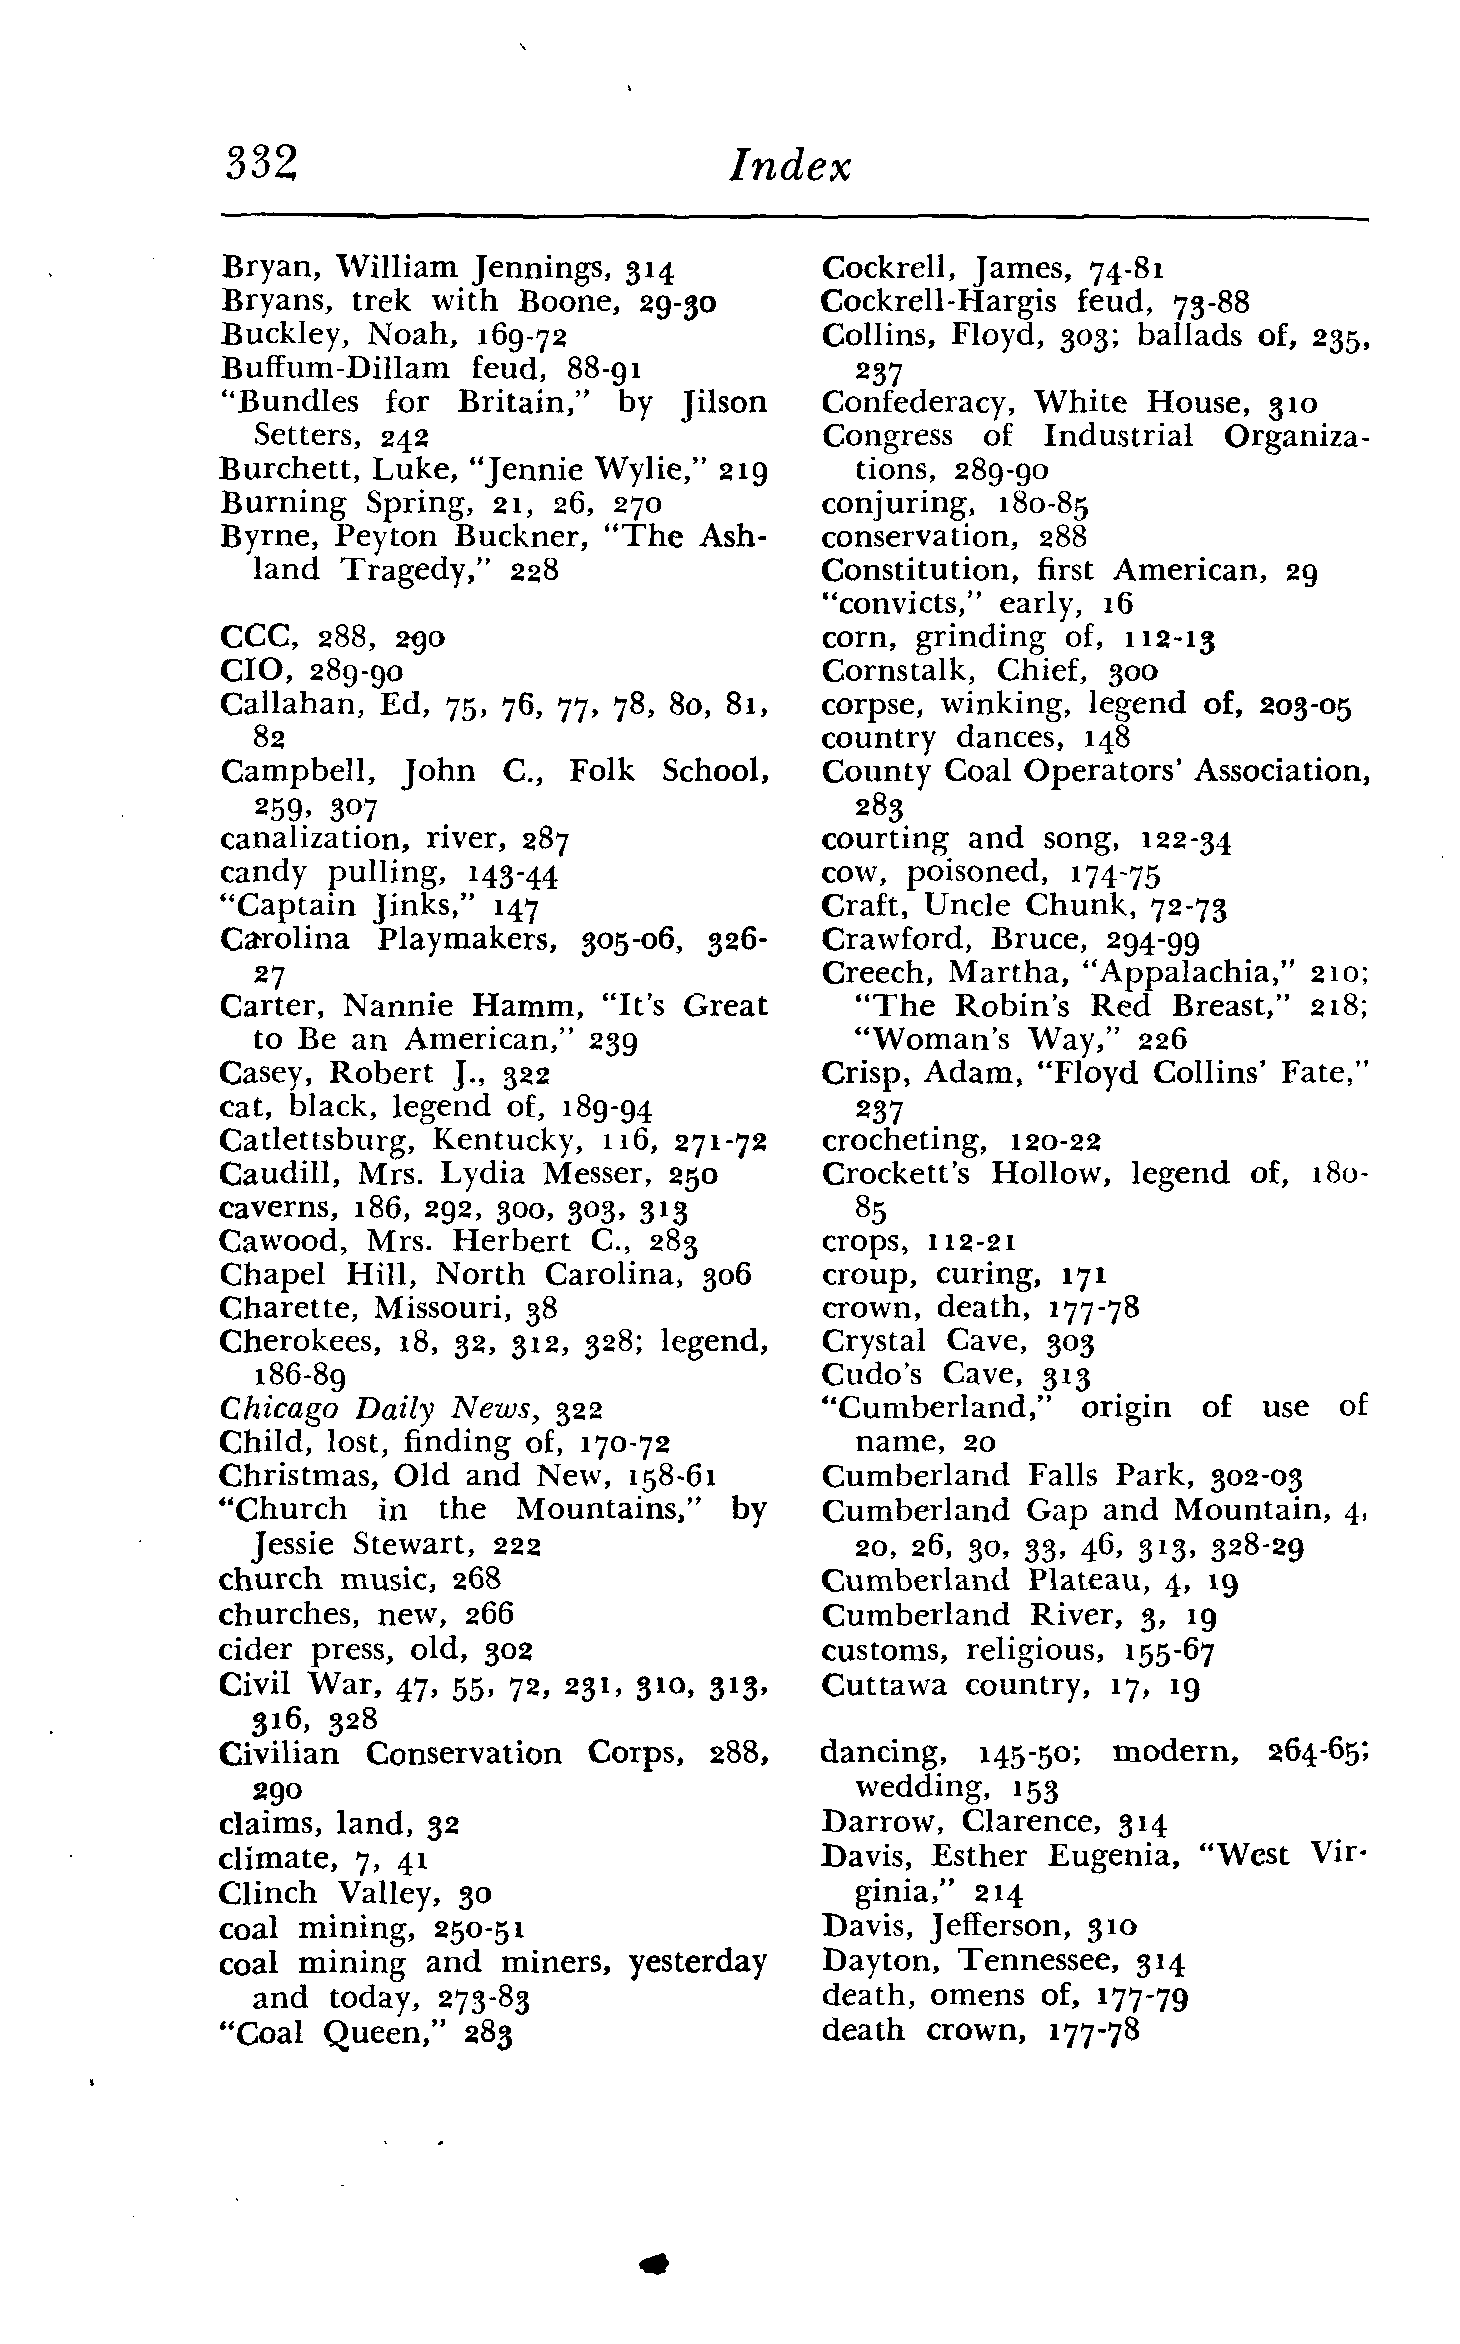 332
Index
Bryan, William Jennings, 314
Bryans, trek with Boone, 29-30
Buckley, Noah, 169-72
Buffum-Dillam feud, 88-91
“Bundles for Britain,” by Jilson
Setters, 242
Burchett, Luke, “Jennie Wylie,” 219
Burning Spring, 21, 26, 270
Byrne, Peyton Buckner, “The Ash-
land Tragedy,” 228
CCC, 288, 290
CIO, 289-90
Callahan, Ed, 75, 76, 77, 78, 80, 81,
82
Campbell, John C., Folk School,
259, 307
canalization, river, 287
candy pulling, 143-44
“Captain Jinks,” 147
Carolina Playmakers, 305-06, 326-
27
Carter, Nannie Hamm, “It’s Great
to Be an American,” 239
Casey, Robert J., 322
cat, black, legend of, 189-94
Catlettsburg, Kentucky, 116, 271-72
Caudill, Mrs. Lydia Messer, 250
caverns, 186, 292, 300, 303, 313
Cawood, Mrs. Herbert C., 283
Chapel Hill, North Carolina, 306
Charette, Missouri, 38
Cherokees, 18, 32, 312, 328; legend,
186-89
Chicago Daily News, 322
Child, lost, finding of, 170-72
Christmas, Old and New, 158-61
“Church in the Mountains,” by
Jessie Stewart, 222
church music, 268
churches, new, 266
cider press, old, 302
Civil War, 47, 55, 72, 231, 310, 313,
316, 328
Civilian Conservation Corps, 288,
290
claims, land, 32
climate, 7, 41
Clinch Valley, 30
coal mining, 250-51
coal mining and miners, yesterday
and today, 273-83
“Coal Queen,” 283
Cockrell, James, 74-81
Cockrell-Hargis feud, 73-88
Collins, Floyd, 303; ballads of, 235,
237
Confederacy, White House, 310
Congress of Industrial Organiza-
tions, 289-90
conjuring, 180-85
conservation, 288
Constitution, first American, 29
“convicts,” early, 16
corn, grinding of, 112-13
Cornstalk, Chief, 300
corpse, winking, legend of, 203-05
country dances, 148
County Coal Operators’ Association,
283
courting and song, 122-34
cow, poisoned, 174-75
Craft, Uncle Chunk, 72-73
Crawford, Bruce, 294-99
Creech, Martha, “Appalachia,” 210;
“The Robin’s Red Breast,” 218;
“Woman’s Way,” 226
Crisp, Adam, “Floyd Collins’ Fate,”
237
crocheting, 120-22
Crockett’s Hollow, legend of, 180-
85
crops, 112-21
croup, curing, 171
crown, death, 177-78
Crystal Cave, 303
Cudo’s Cave, 313
“Cumberland,” origin of use of
name, 20
Cumberland Falls Park, 302-03
Cumberland Gap and Mountain, 4,
20, 26, 30, 33, 46, 313, 328-29
Cumberland Plateau, 4, 19
Cumberland River, 3, 19
customs, religious, 155-67
Cuttawa country, 17, 19
dancing, 145-50; modern, 264-65;
wedding, 153
Darrow, Clarence, 314
Davis, Esther Eugenia, “West Vir-
ginia,” 214
Davis, Jefferson, 310
Dayton, Tennessee, 314
death, omens of, 177-79
death crown, 177-78